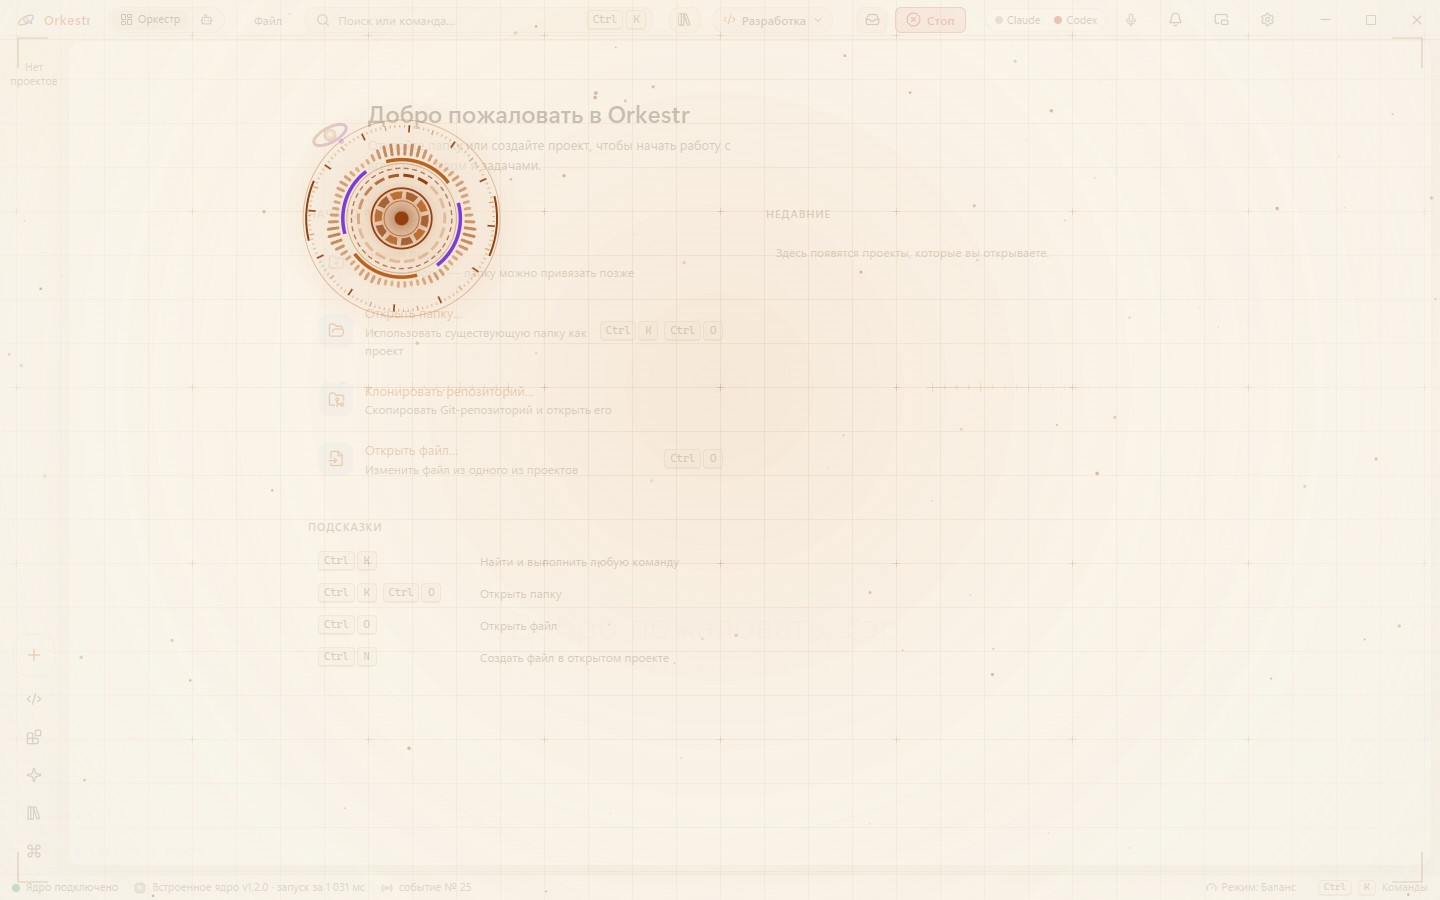 Orkestr
Оркестр
Файл
Поиск или команда...
Ctrl K
Разработка
Стоп
Claude
Codex
Нет
проектов
Добро пожаловать в Orkestr
или создайте проект, чтобы начать работу с
и задачами.
НЕДАВНИЕ
Здесь появятся проекты, которые вы открываете.
папку можно привязать позже
Открыть папку...
Использовать существующую папку как
проект
Ctrl K Ctrl O
Клонировать репозиторий...
Скопировать Git-репозиторий и открыть его
Открыть файл...
Изменить файл из одного из проектов
Ctrl O
ПОДСКАЗКИ
Ctrl K Найти и выполнить любую команду
Ctrl K Ctrl O Открыть папку
Ctrl O Открыть файл
Ctrl N Создать файл в открытом проекте
Ядро подключено
Встроенное ядро v1.2.0 · запуск за 1 031 мс
событие № 25
Режим: Баланс
Ctrl K Команды